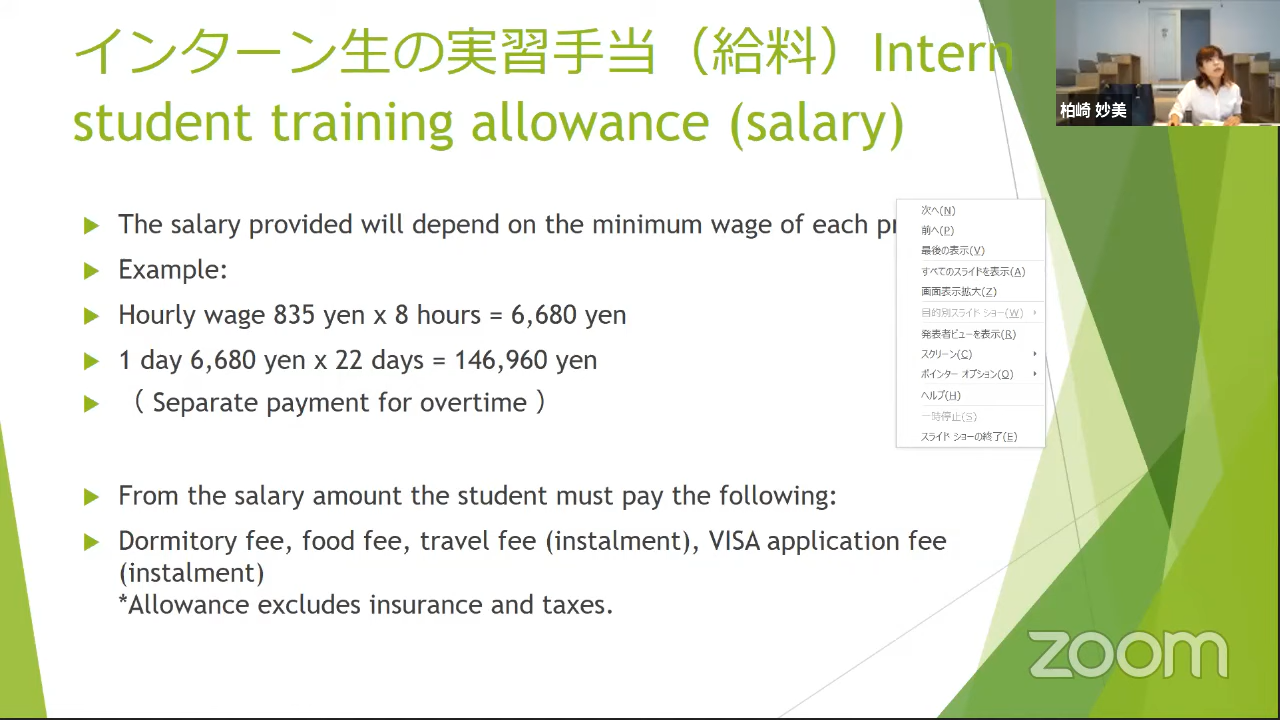 インターン生の実習手当（給料）Intern
student training allowance (salary)
柏崎 妙美
The salary provided will depend on the minimum wage of each
Example:
Hourly wage 835 yen x 8 hours = 6,680 yen
1 day 6,680 yen x 22 days = 146,960 yen
（ Separate payment for overtime ）
From the salary amount the student must pay the following:
Dormitory fee, food fee, travel fee (instalment), VISA application fee
(instalment)
*Allowance excludes insurance and taxes.
次へ(N)
前へ(P)
最後の表示(V)
すべてのスライドを表示(A)
画面表示拡大(Z)
目的別スライド ショー(W)
発表者ビューを表示(R)
スクリーン(C)
ポインター オプション(O)
ヘルプ(H)
一時停止(S)
スライド ショーの終了(E)
zoom